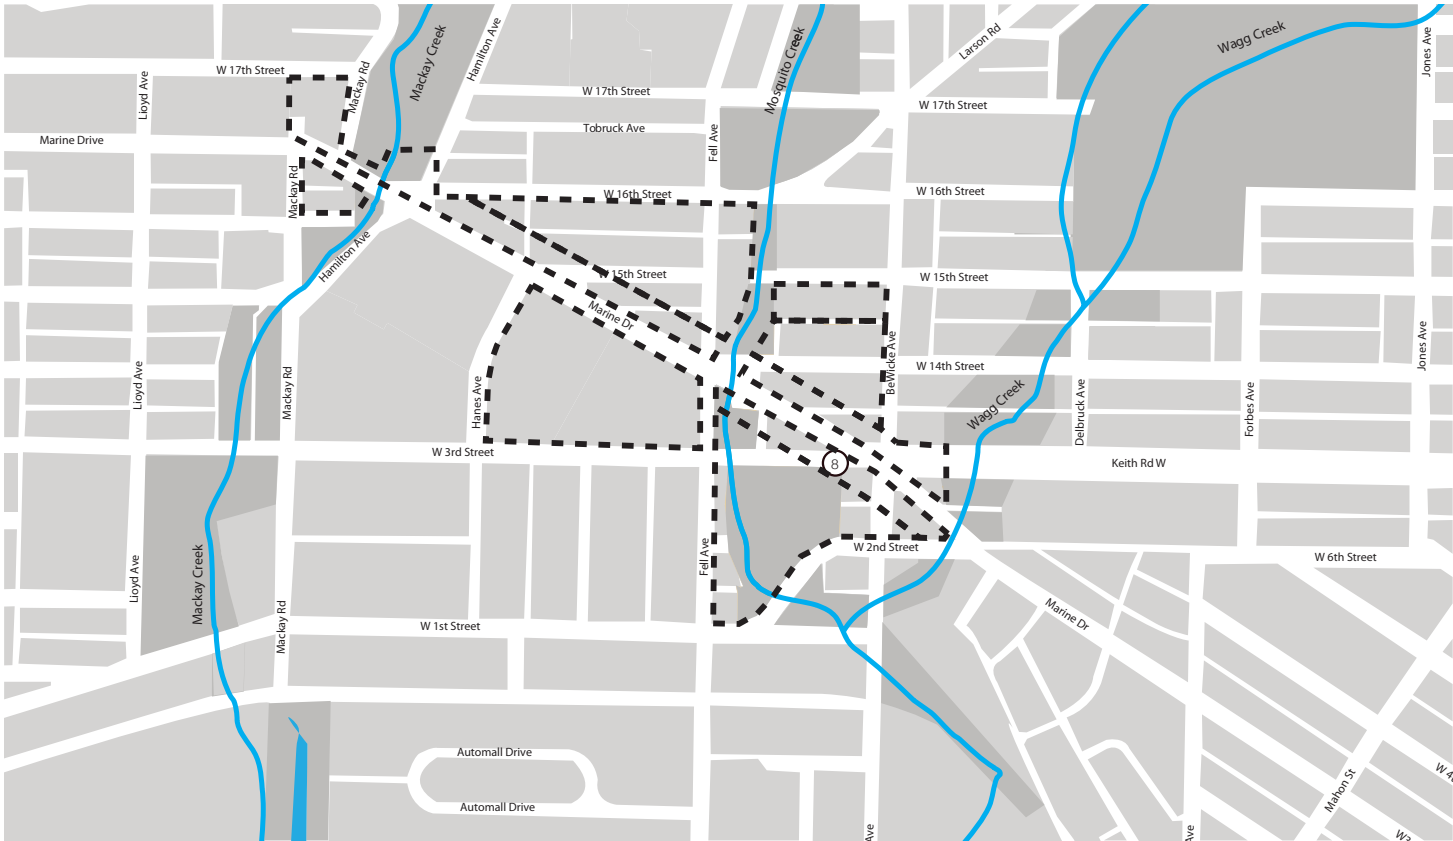 Mackay Creek
Hamilton Ave
Mosquito Creek
Larson Rd
Wagg Creek
Jones Ave
W 17th Street
Lloyd Ave
Mackay Rd
W 17th Street
W 17th Street
Tobruck Ave
Fell Ave
Marine Drive
Mackay Rd
W 16th Street
W 16th Street
Hamilton Ave
W 15th Street
W 15th Street
Marine Dr
BeWicke Ave
W 14th Street
Jones Ave
Lloyd Ave
Mackay Rd
Hanes Ave
Wagg Creek
Delbruck Ave
Forbes Ave
W 3rd Street
8
Keith Rd W
W 2nd Street
W 6th Street
Lloyd Ave
Mackay Creek
Fell Ave
Mackay Rd
W 1st Street
Marine Dr
Automall Drive
Automall Drive
Mahon St
Ave
Ave